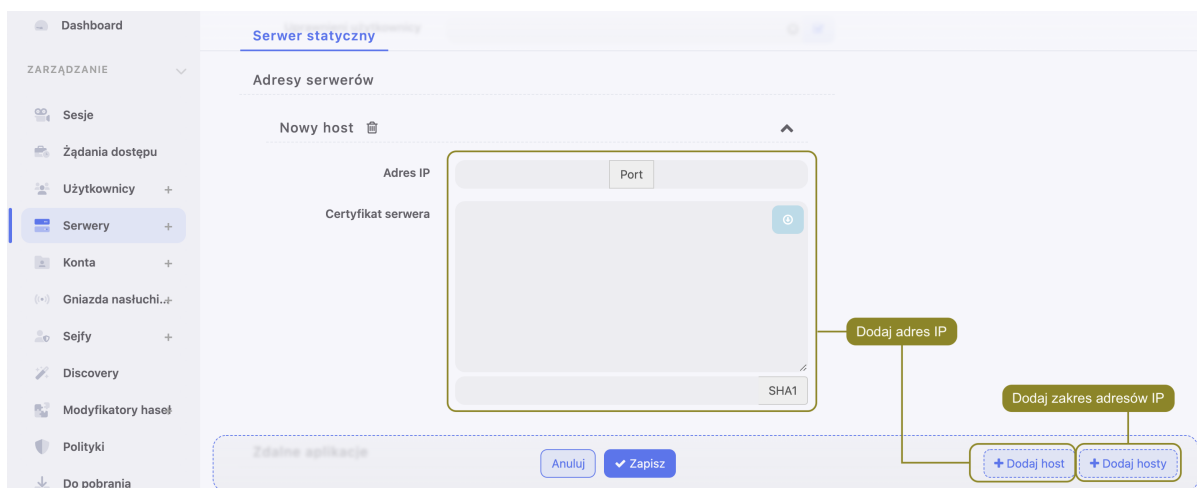 Dashboard
ZARZĄDZANIE
Sesje
Żądania dostępu
Użytkownicy +
Serwery +
Konta +
Gniazda nasłuchi..+
Sejfy +
Discovery
Modyfikatory haseł
Polityki
Do pobrania
Serwer statyczny
Adresy serwerów
Nowy host
Adres IP
Port
Certyfikat serwera
SHA1
Dodaj adres IP
Dodaj zakres adresów IP
Zdalne aplikacje
Anuluj
Zapisz
+ Dodaj host
+ Dodaj hosty